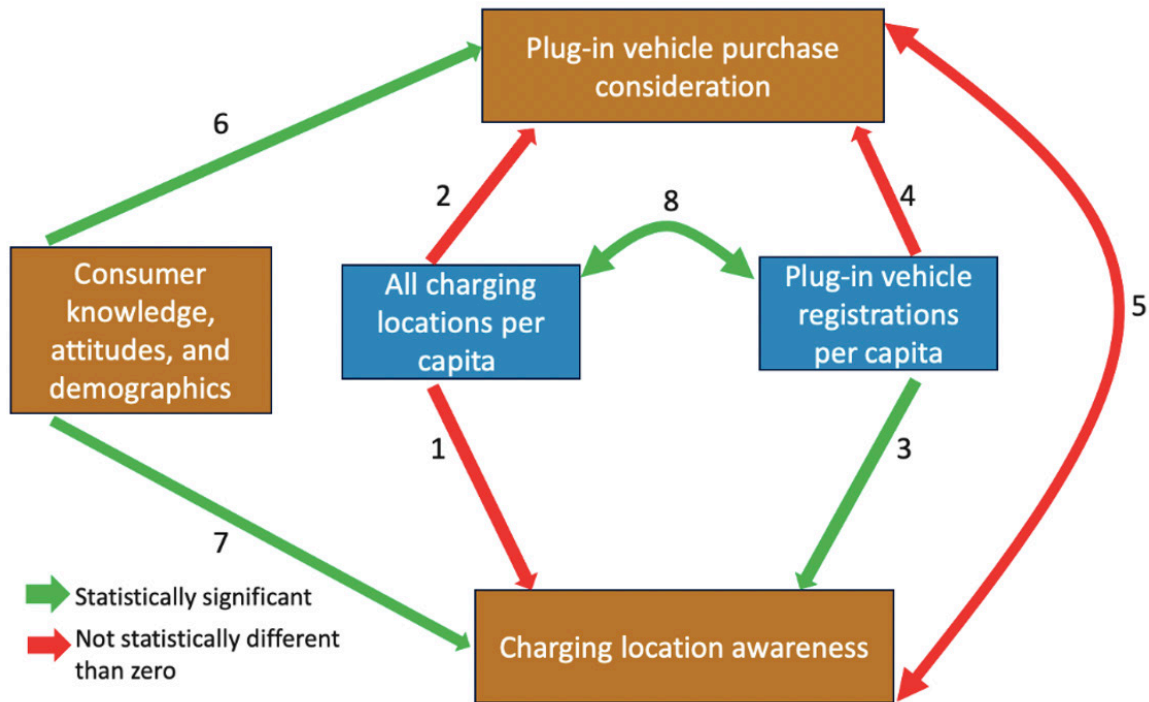 Plug-in vehicle purchase
consideration
6
2
8
4
Consumer
knowledge,
attitudes, and
demographics
All charging
locations per
capita
Plug-in vehicle
registrations
per capita
5
1
3
7
Statistically significant
Not statistically different
than zero
Charging location awareness